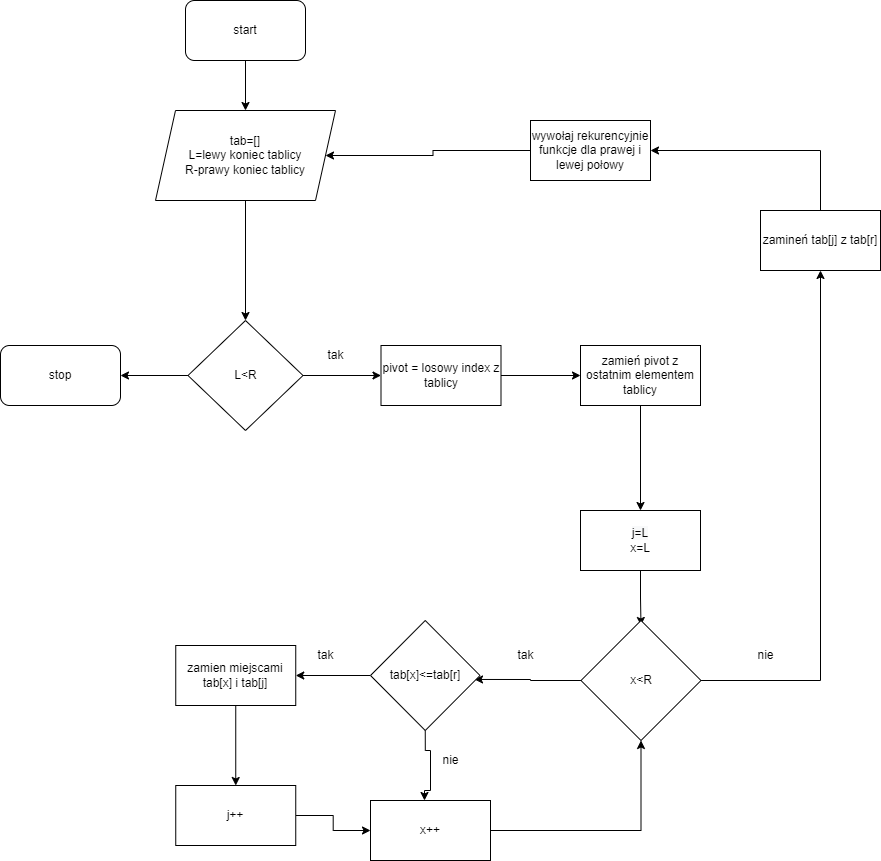 start
tab=[]
L=lewy koniec tablicy
R-prawy koniec tablicy
wywołaj rekurencyjnie
funkcje dla prawej i
lewej połowy
zamineń tab[j] z tab[r]
stop
L<R
tak
pivot = losowy index z
tablicy
zamień pivot z
ostatnim elementem
tablicy
j=L
x=L
x<R
nie
tak
tab[x]<=tab[r]
tak
zamien miejscami
tab[x] i tab[j]
nie
j++
x++